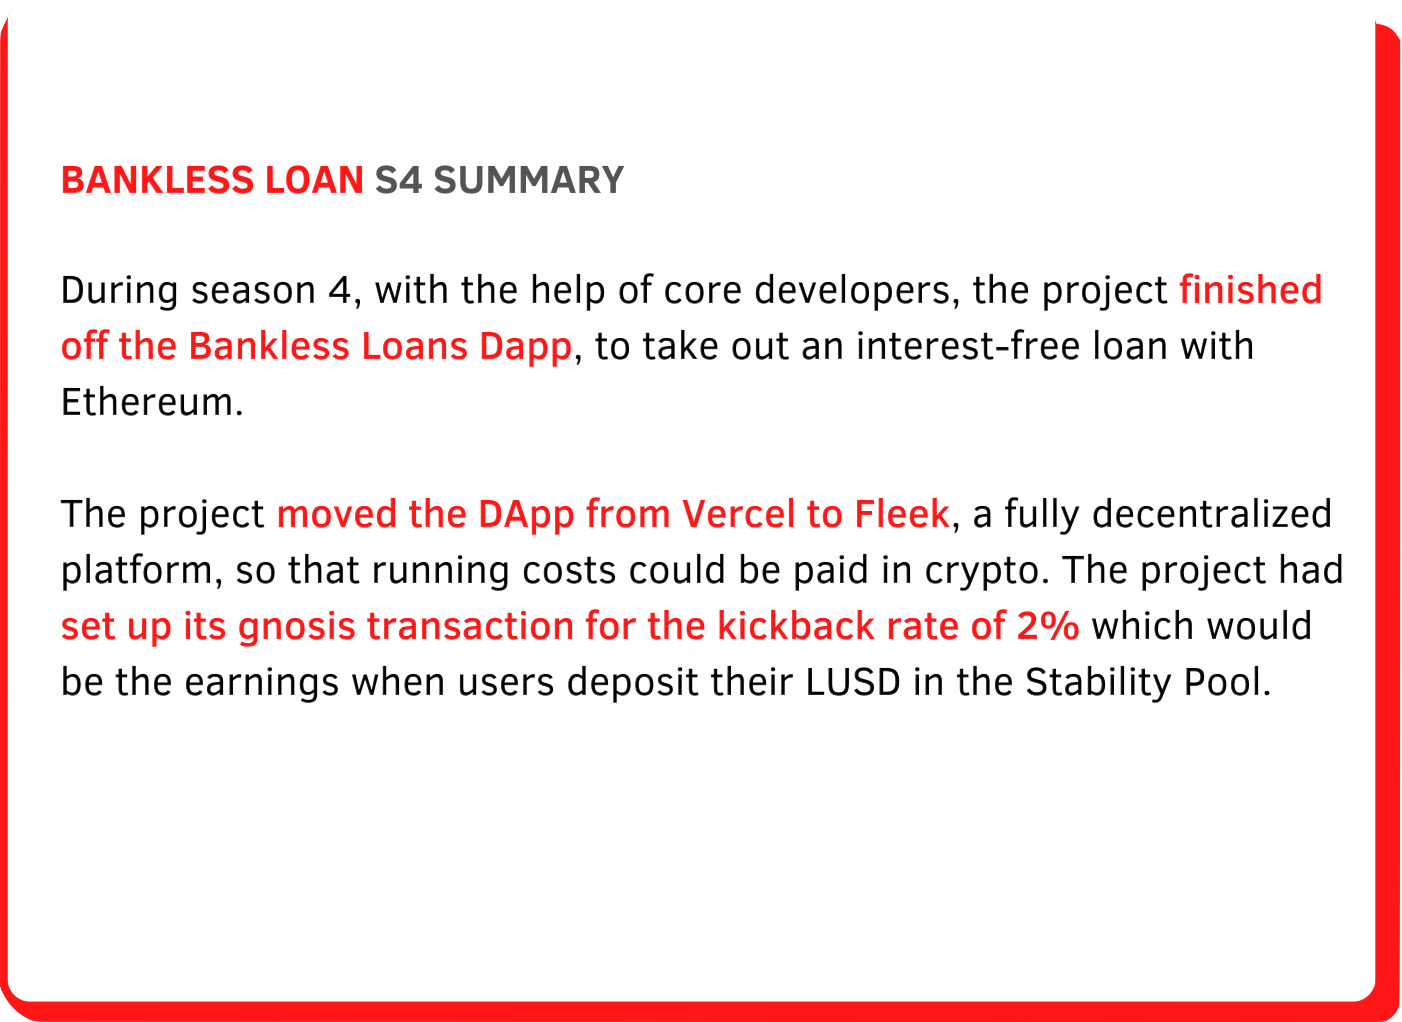 BANKLESS LOAN S4 SUMMARY
During season 4, with the help of core developers, the project finished
off the Bankless Loans Dapp, to take out an interest-free loan with
Ethereum.
The project moved the DApp from Vercel to Fleek, a fully decentralized
platform, so that running costs could be paid in crypto. The project had
set up its gnosis transaction for the kickback rate of 2% which would
be the earnings when users deposit their LUSD in the Stability Pool.